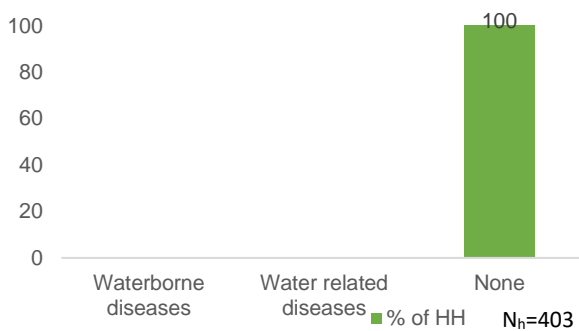 100
80
60
40
20
0
100
Waterborne
diseases
Water related
diseases
None
% of HH
Nh=403